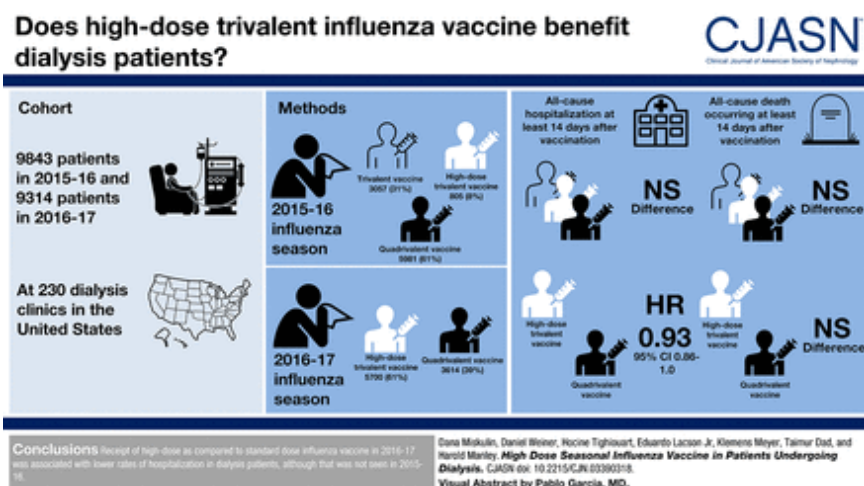 Does high-dose trivalent influenza vaccine benefit
dialysis patients?
CJASN
Clinical Journal of American Society of Nephrology
Cohort
9843 patients
in 2015-16 and
9314 patients
in 2016-17
At 230 dialysis
clinics in the
United States
Methods
2015-16
influenza
season
Trivalent vaccine
3057 (31%)
High-dose
trivalent vaccine
805 (8%)
Quadrivalent vaccine
5981 (61%)
2016-17
influenza
season
High-dose
trivalent vaccine
5700 (61%)
Quadrivalent vaccine
3614 (39%)
All-cause
hospitalization at
least 14 days after
vaccination
NS
Difference
All-cause death
occurring at least
14 days after
vaccination
NS
Difference
High-dose
trivalent
vaccine
HR
0.93
95% CI 0.86-
1.0
Quadrivalent
vaccine
High-dose
trivalent
vaccine
Quadrivalent
vaccine
NS
Difference
Conclusions Receipt of high-dose as compared to standard dose influenza vaccine in 2016-17
was associated with lower rates of hospitalization in dialysis patients, although that was not seen in 2015-
16.
Dana Miskulin, Daniel Weiner, Hocine Tighiouart, Eduardo Lacson Jr, Klemens Meyer, Taimur Dad, and
Harold Manley. High Dose Seasonal Influenza Vaccine in Patients Undergoing
Dialysis. CJASN doi: 10.2215/CJN.03390318.
Visual Abstract by Pablo Garcia, MD.